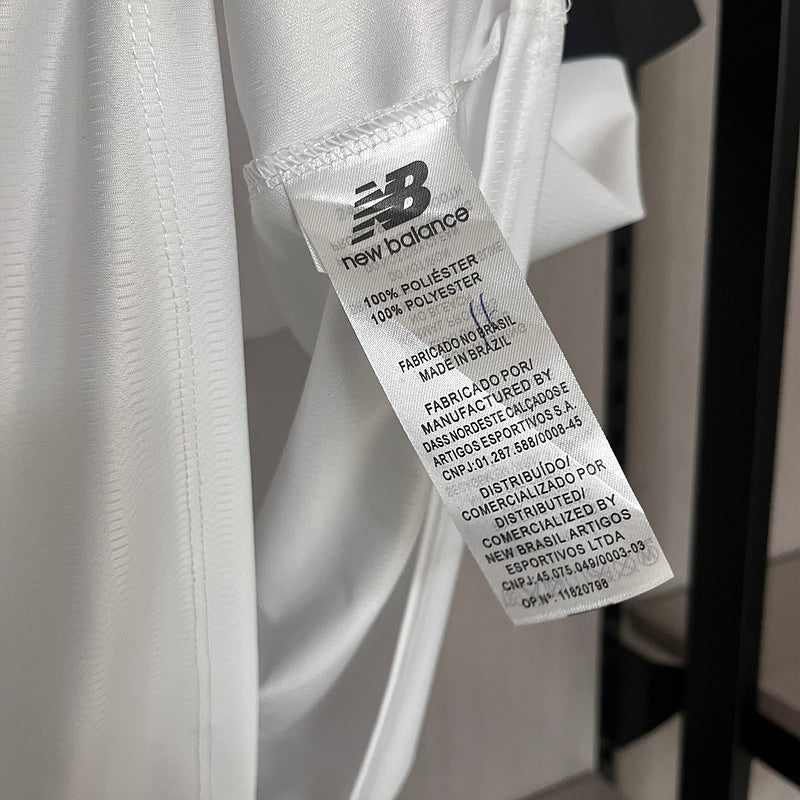 NB
new balance
100% POLIÉSTER
100% POLYESTER
FABRICADO NO BRASIL
MADE IN BRAZIL
FABRICADO POR/
MANUFACTURED BY
DASS NORDESTE CALÇADOS E
ARTIGOS ESPORTIVOS S.A.
CNPJ:01.287.588/0008-45
DISTRIBUÍDO/
COMERCIALIZADO POR
DISTRIBUTED/
COMERCIALIZED BY
NEW BRASIL ARTIGOS
ESPORTIVOS LTDA
CNPJ:45.075.049/0003-03
OP.Nº.: 11820798